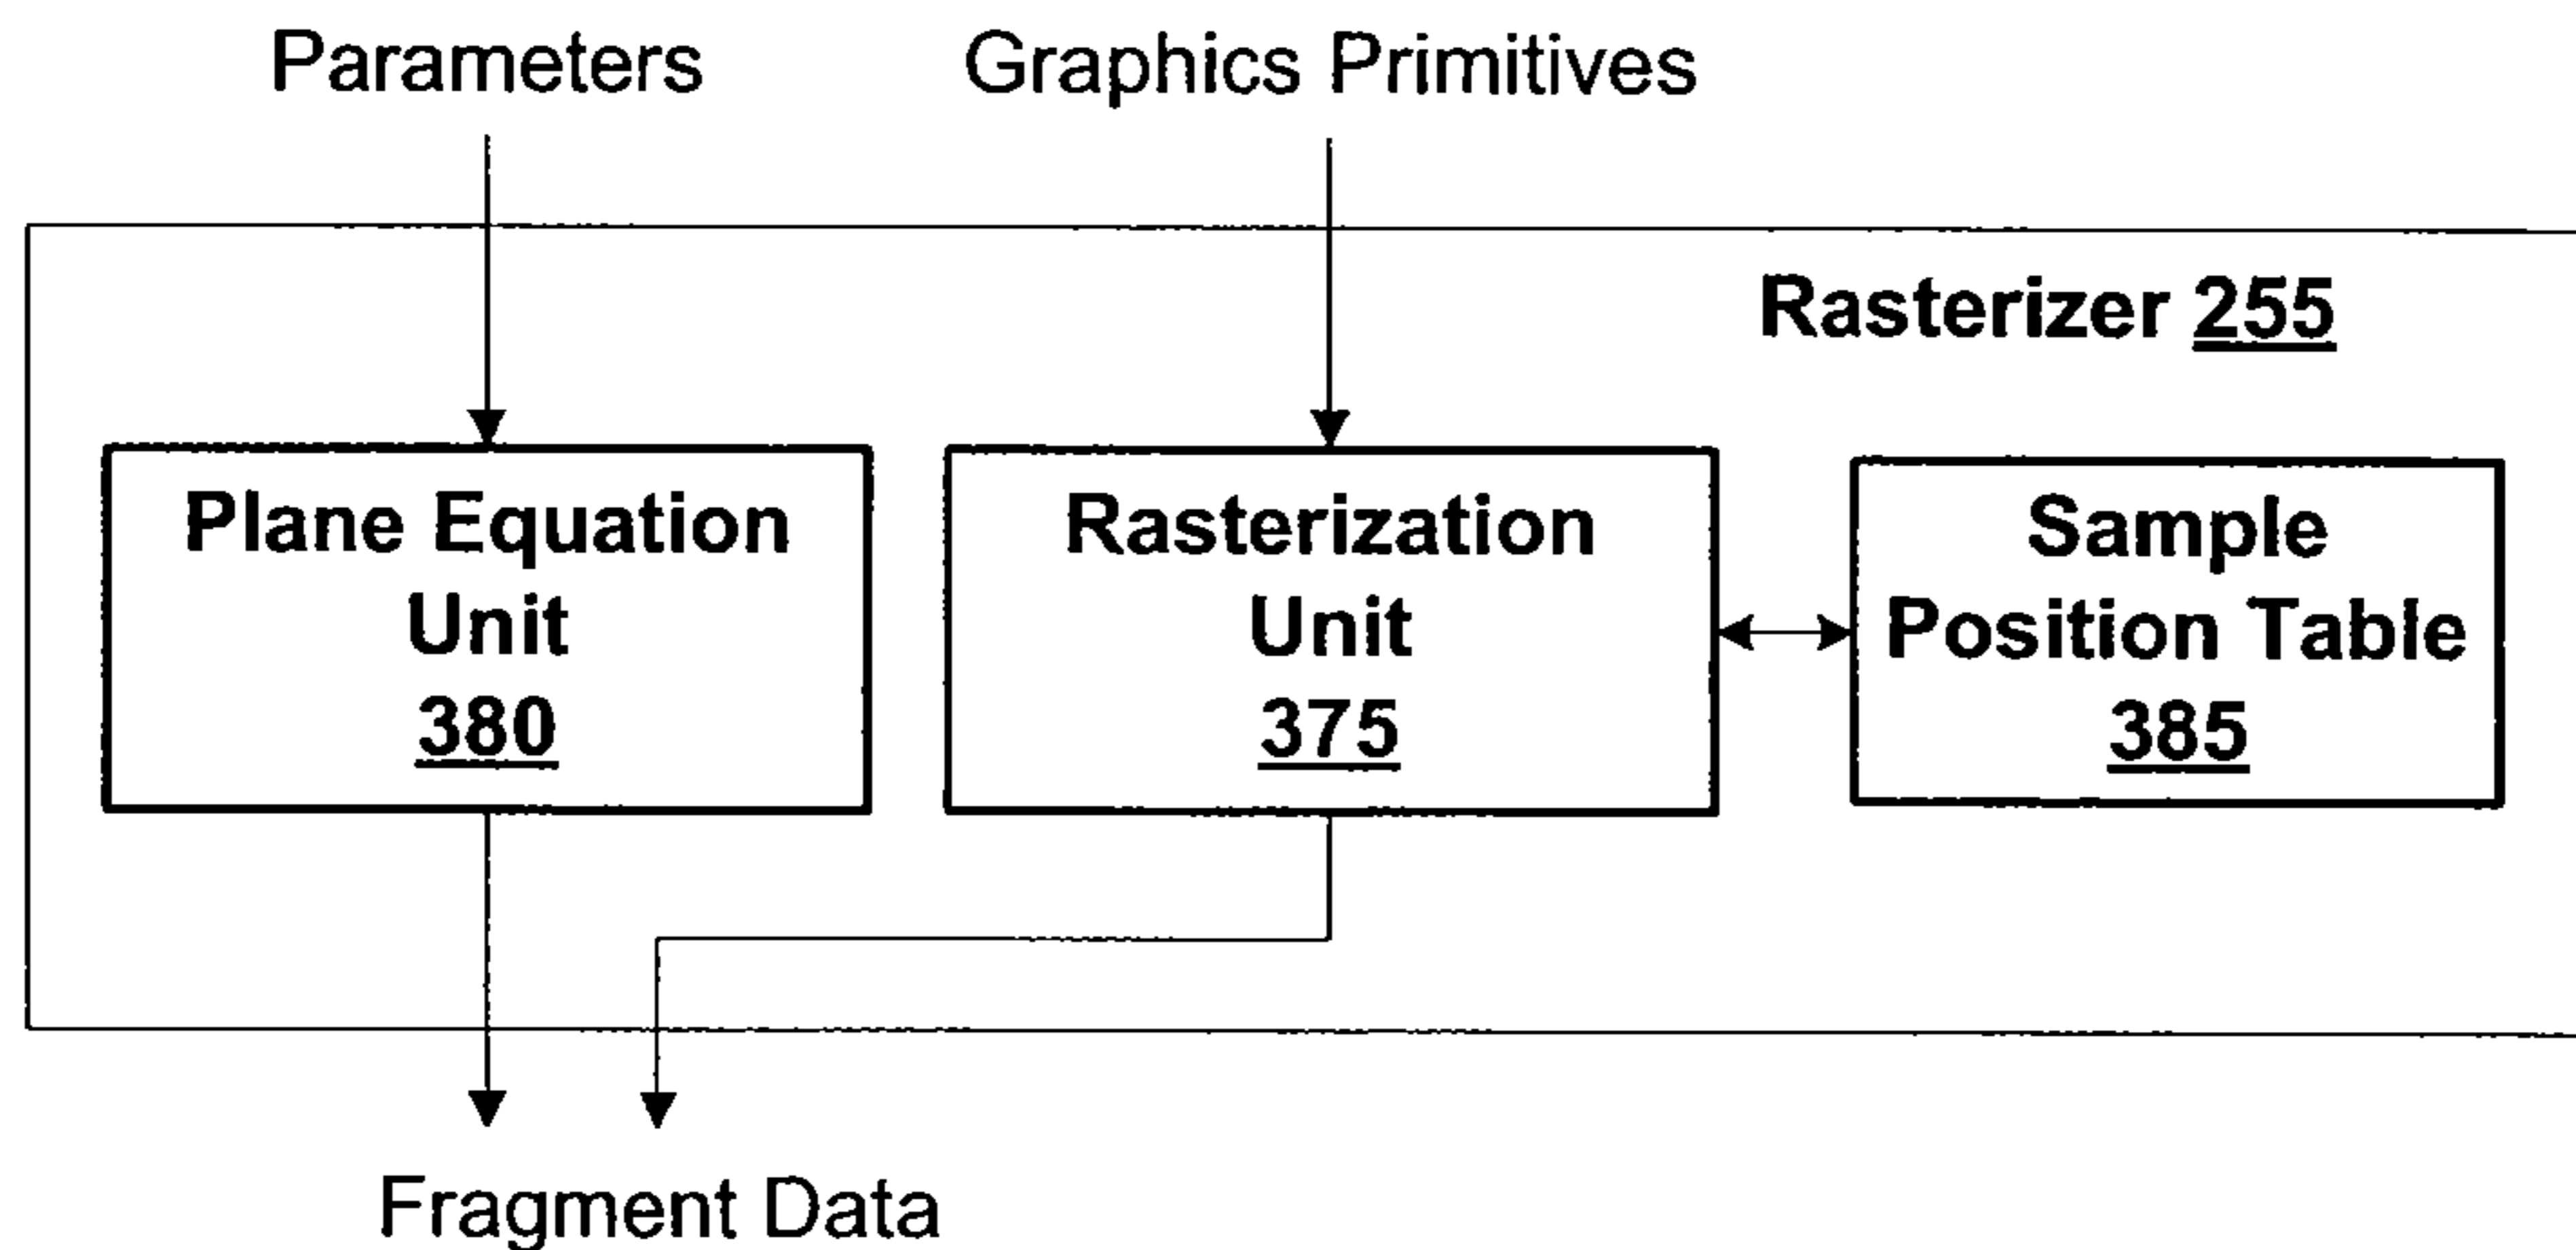 Parameters
Graphics Primitives
Rasterizer 255
Plane Equation
Unit
380
Rasterization
Unit
375
Sample
Position Table
385
Fragment Data